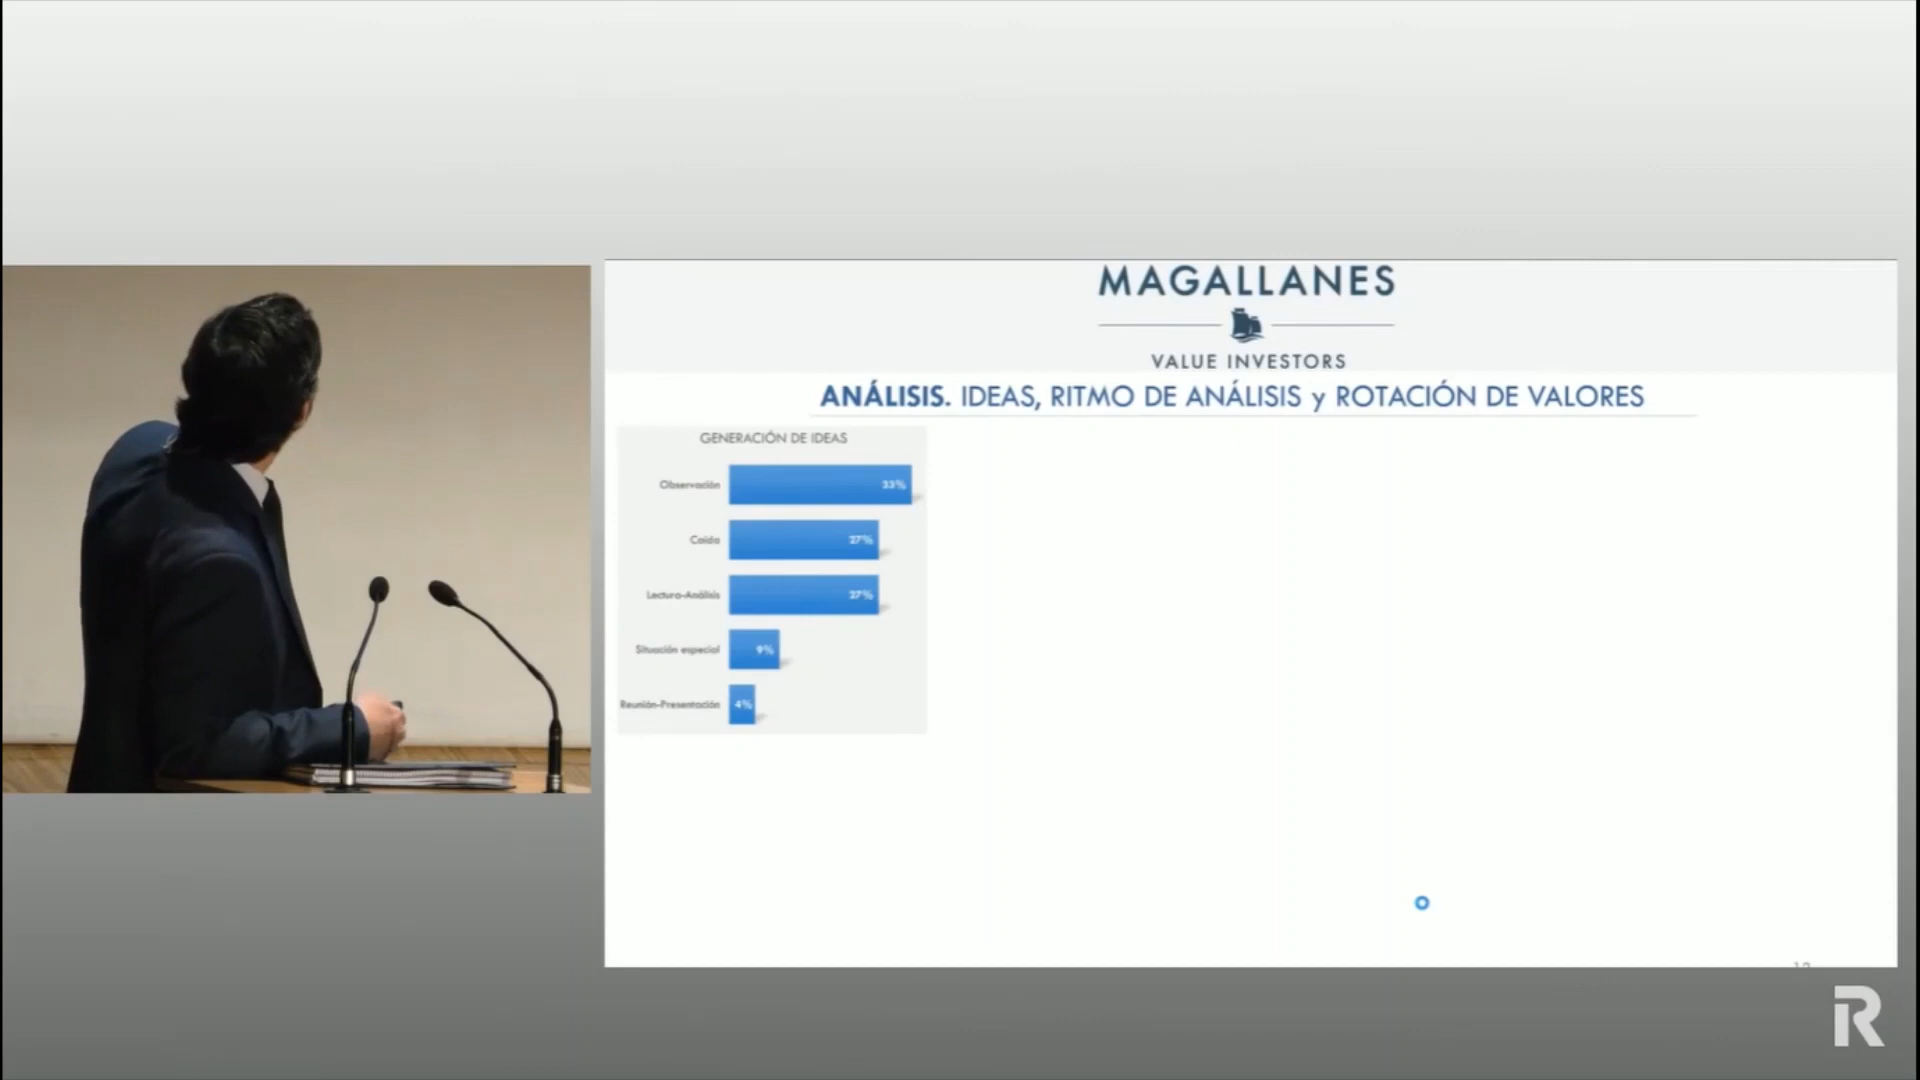 MAGALLANES
VALUE INVESTORS
ANÁLISIS. IDEAS, RITMO DE ANÁLISIS y ROTACIÓN DE VALORES
GENERACIÓN DE IDEAS
Observación 33%
Caída 27%
Lectura-Análisis 27%
Situación especial 9%
Reunión-Presentación 4%
R